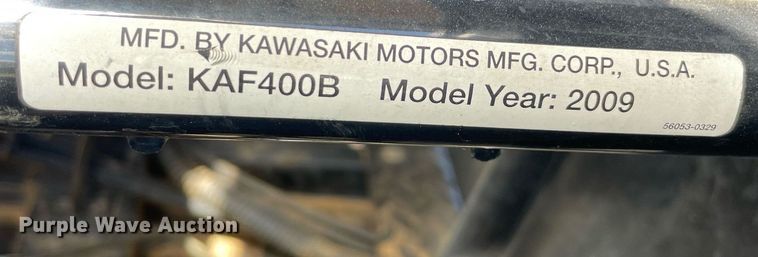 MFD. BY KAWASAKI MOTORS MFG. CORP., U.S.A.
Model: KAF400B Model Year: 2009
56053-0329
Purple Wave Auction